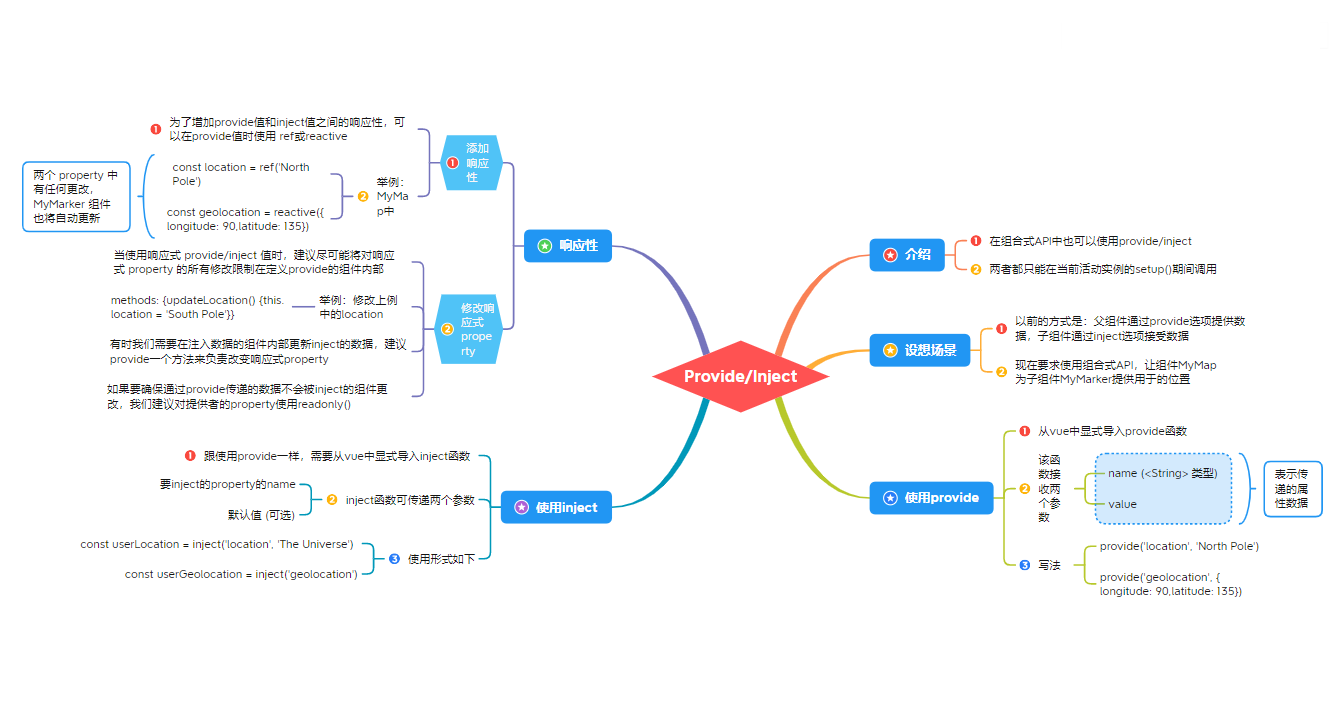 Provide/Inject
介绍
在组合式API中也可以使用provide/inject
两者都只能在当前活动实例的setup()期间调用
设想场景
以前的方式是：父组件通过provide选项提供数
据，子组件通过inject选项接受数据
现在要求使用组合式API，让组件MyMap
为子组件MyMarker提供用于的位置
使用provide
从vue中显式导入provide函数
该函
数接
收两
个参
数
name (<String> 类型)
value
表示传
递的属
性数据
写法
provide('location', 'North Pole')
provide('geolocation', {
longitude: 90,latitude: 135})
响应性
添加
响应
性
为了增加provide值和inject值之间的响应性，可
以在provide值时使用 ref或reactive
举例：
MyMa
p中
const location = ref('North
Pole')
const geolocation = reactive({
longitude: 90,latitude: 135})
两个 property 中
有任何更改，
MyMarker 组件
也将自动更新
修改响
应式
prope
rty
当使用响应式 provide/inject 值时，建议尽可能将对响应
式 property 的所有修改限制在定义provide的组件内部
举例：修改上例
中的location
methods: {updateLocation() {this.
location = 'South Pole'}}
有时我们需要在注入数据的组件内部更新inject的数据，建议
provide一个方法来负责改变响应式property
如果要确保通过provide传递的数据不会被inject的组件更
改，我们建议对提供者的property使用readonly()
使用inject
跟使用provide一样，需要从vue中显式导入inject函数
inject函数可传递两个参数
要inject的property的name
默认值 (可选)
使用形式如下
const userLocation = inject('location', 'The Universe')
const userGeolocation = inject('geolocation')